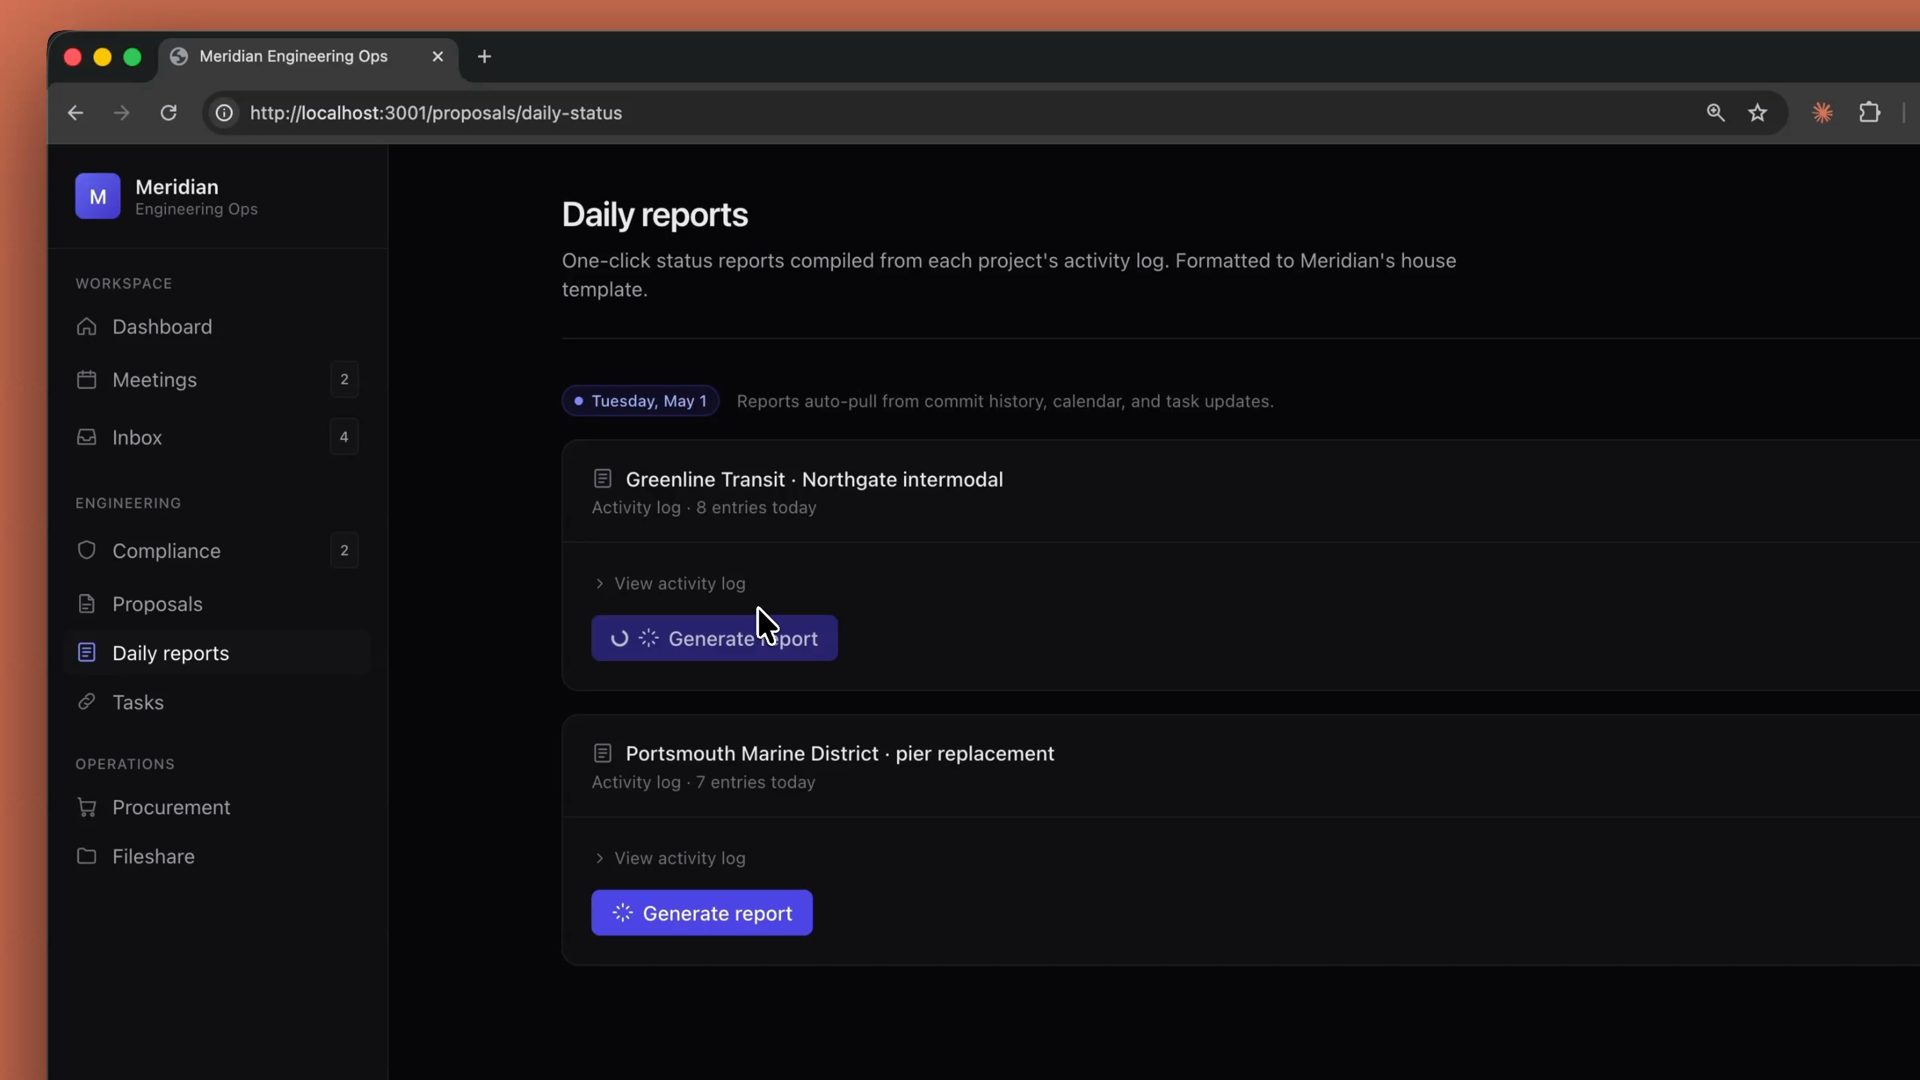 Meridian Engineering Ops
http://localhost:3001/proposals/daily-status
M
Meridian
Engineering Ops
WORKSPACE
Dashboard
Meetings 2
Inbox 4
ENGINEERING
Compliance 2
Proposals
Daily reports
Tasks
OPERATIONS
Procurement
Fileshare
Daily reports
One-click status reports compiled from each project's activity log. Formatted to Meridian's house
template.
Tuesday, May 1 Reports auto-pull from commit history, calendar, and task updates.
Greenline Transit · Northgate intermodal
Activity log · 8 entries today
View activity log
Generate report
Portsmouth Marine District · pier replacement
Activity log · 7 entries today
View activity log
Generate report